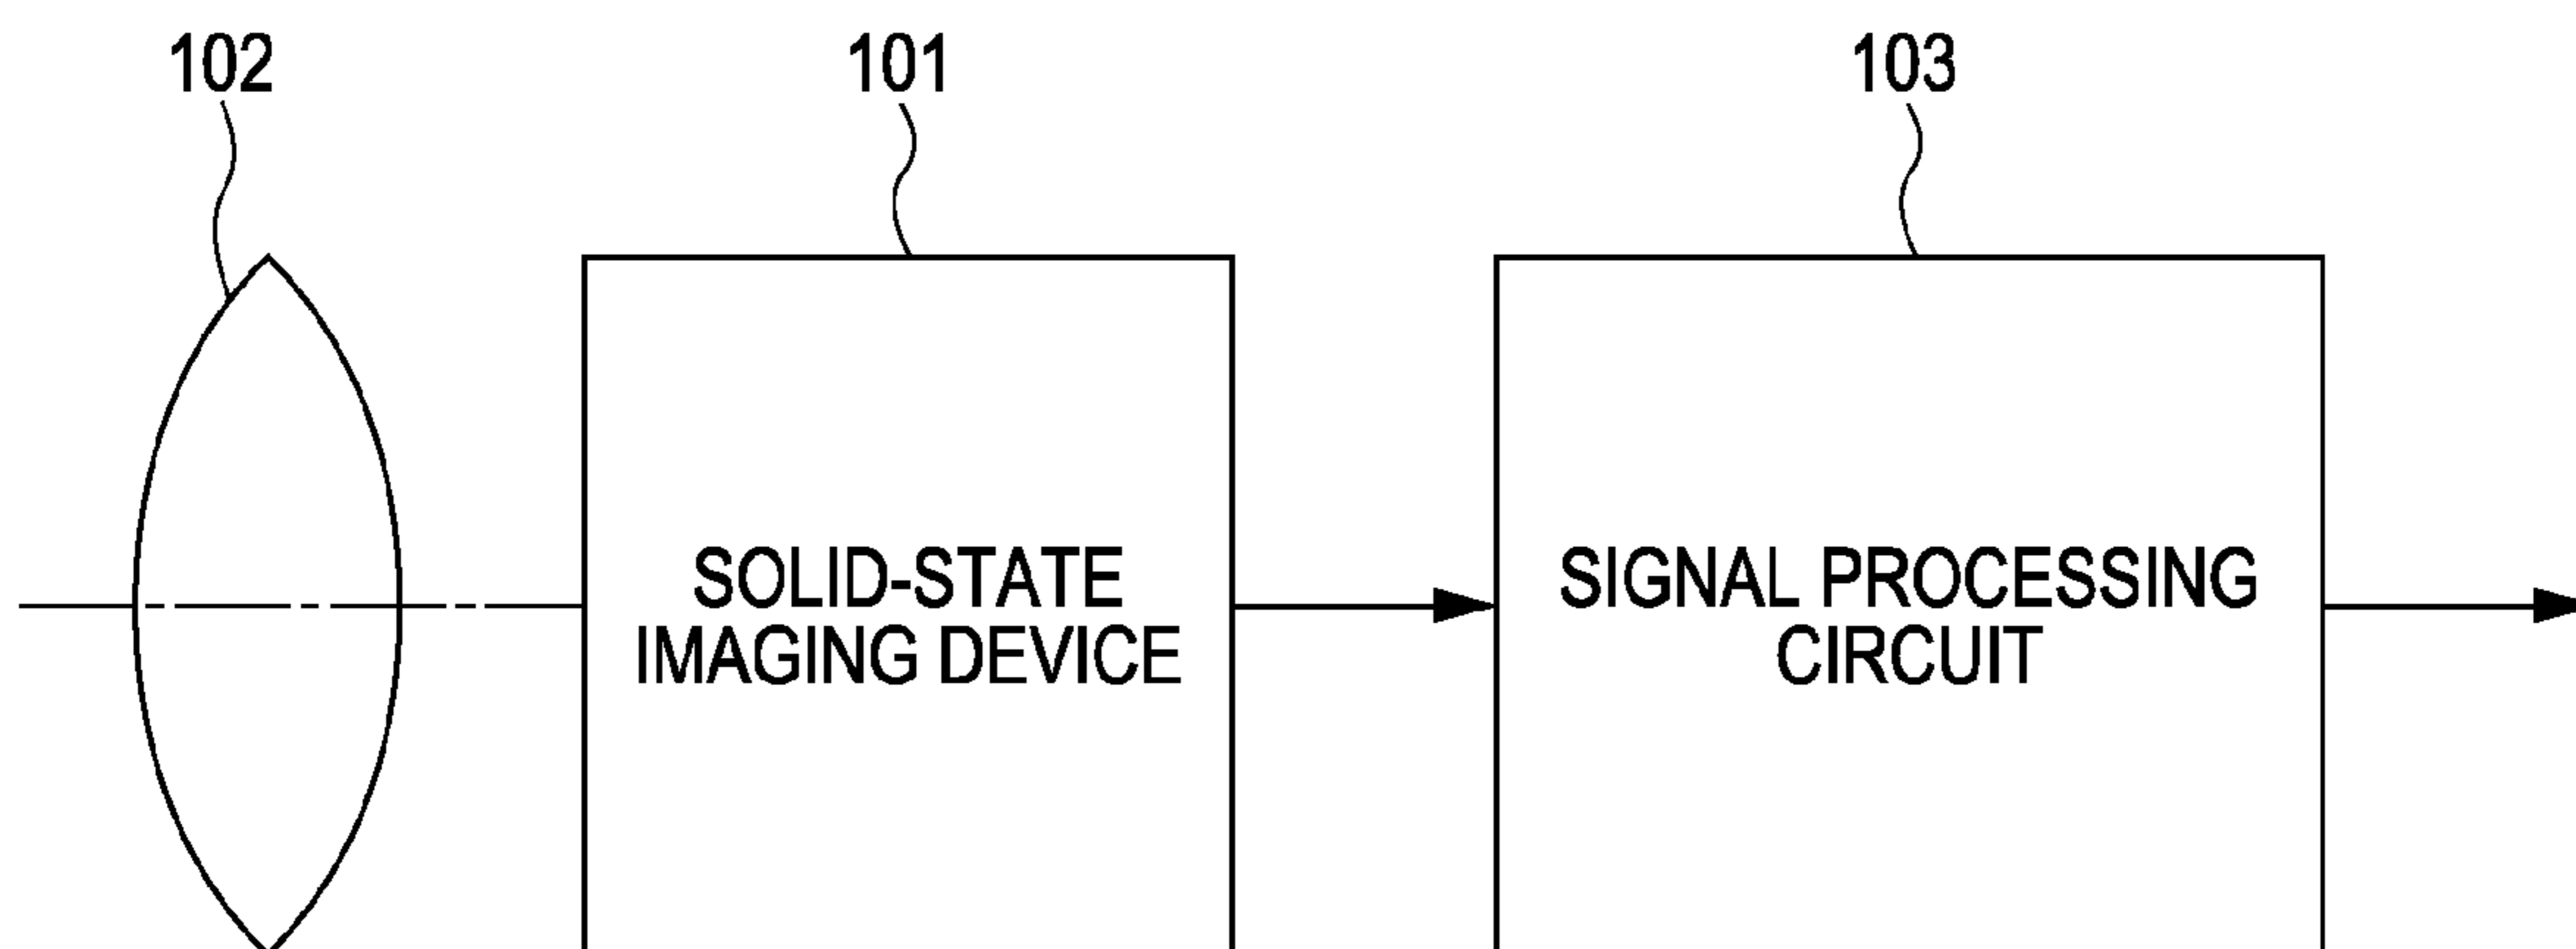 102
101
103
SOLID-STATE
IMAGING DEVICE
SIGNAL PROCESSING
CIRCUIT